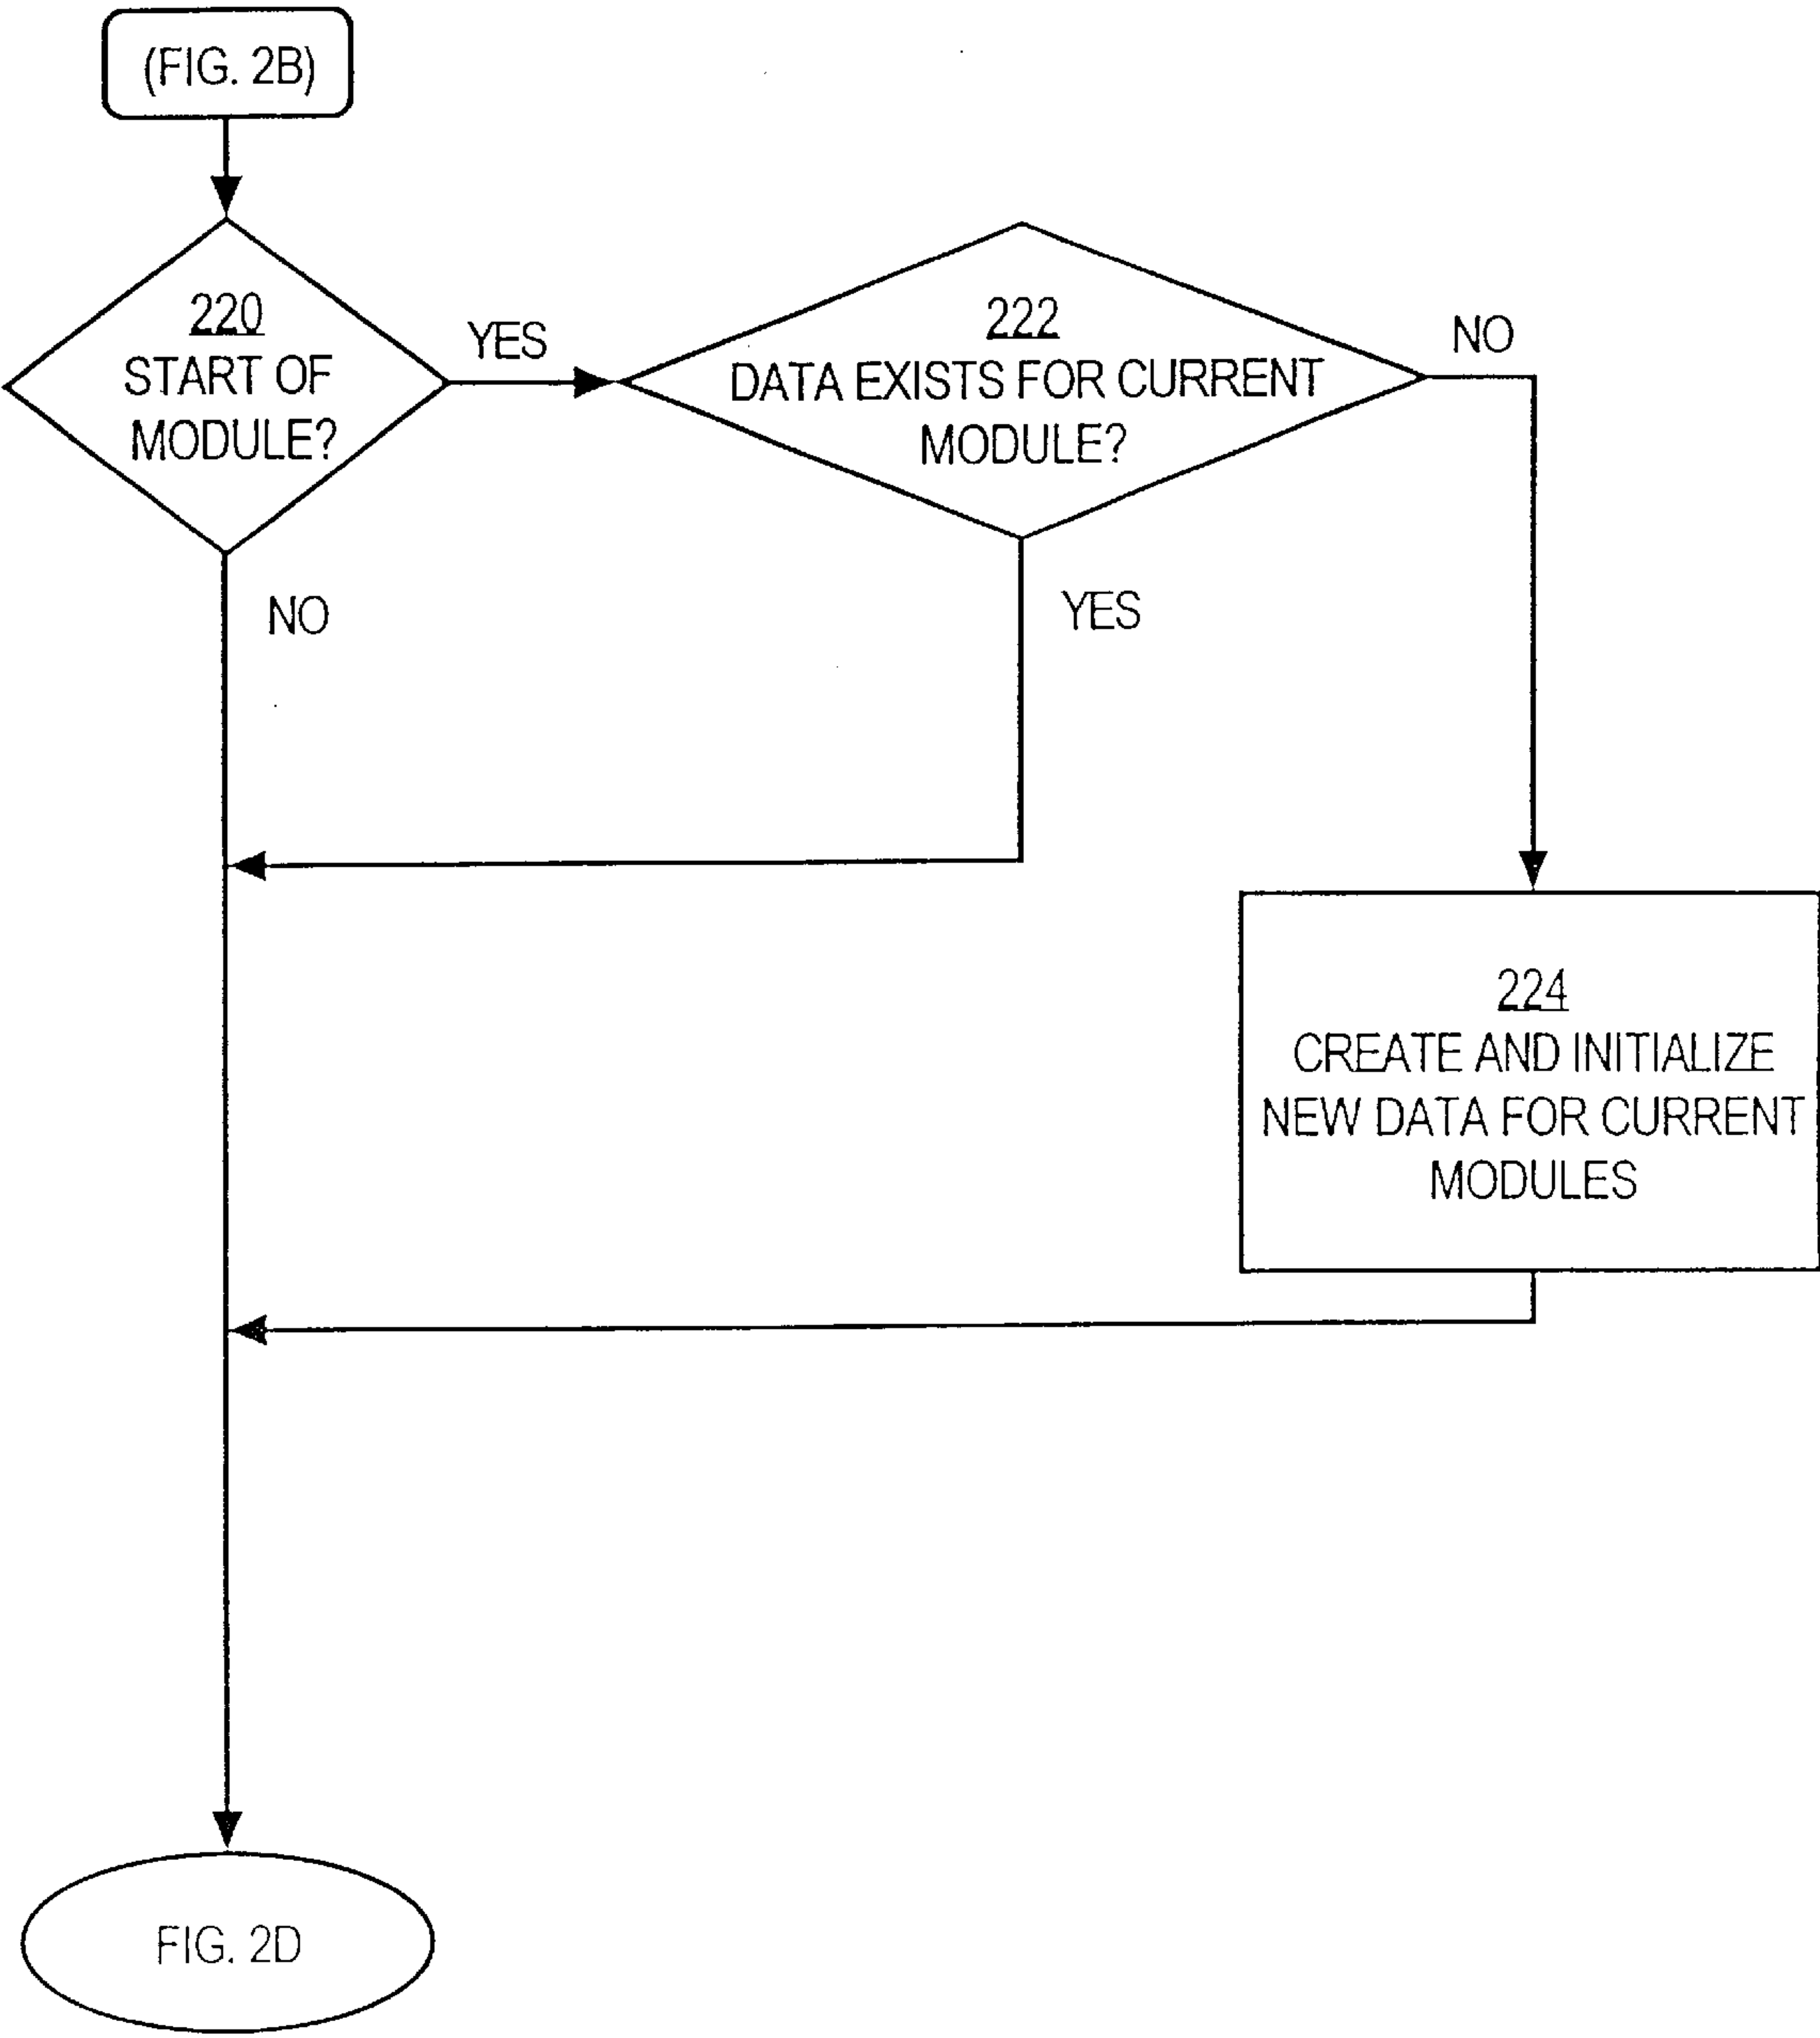 (FIG. 2B)
220
START OF
MODULE?
YES
NO
222
DATA EXISTS FOR CURRENT
MODULE?
NO
YES
224
CREATE AND INITIALIZE
NEW DATA FOR CURRENT
MODULES
FIG. 2D